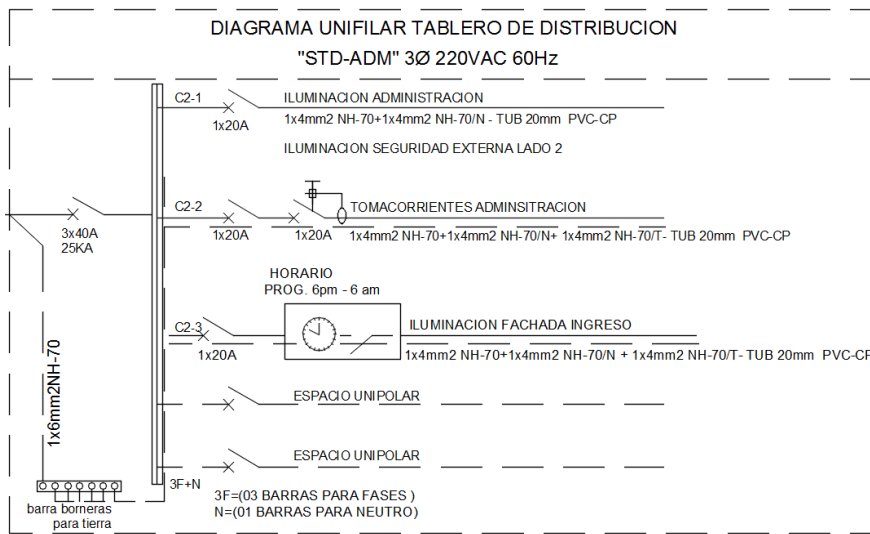 DIAGRAMA UNIFILAR TABLERO DE DISTRIBUCION
"STD-ADM" 3Ø 220VAC 60Hz
C2-1
ILUMINACION ADMINISTRACION
1x20A
1x4mm2 NH-70+1x4mm2 NH-70/N - TUB 20mm PVC-CP
ILUMINACION SEGURIDAD EXTERNA LADO 2
3x40A
25KA
C2-2
TOMACORRIENTES ADMINSITRACION
1x20A
1x20A
1x4mm2 NH-70+1x4mm2 NH-70/N+ 1x4mm2 NH-70/T- TUB 20mm PVC-CP
HORARIO
PROG. 6pm - 6 am
C2-3
ILUMINACION FACHADA INGRESO
1x20A
1x4mm2 NH-70+1x4mm2 NH-70/N + 1x4mm2 NH-70/T- TUB 20mm PVC-CP
1x6mm2NH-70
ESPACIO UNIPOLAR
ESPACIO UNIPOLAR
3F+N
3F=(03 BARRAS PARA FASES )
N=(01 BARRAS PARA NEUTRO)
barra borneras
para tierra